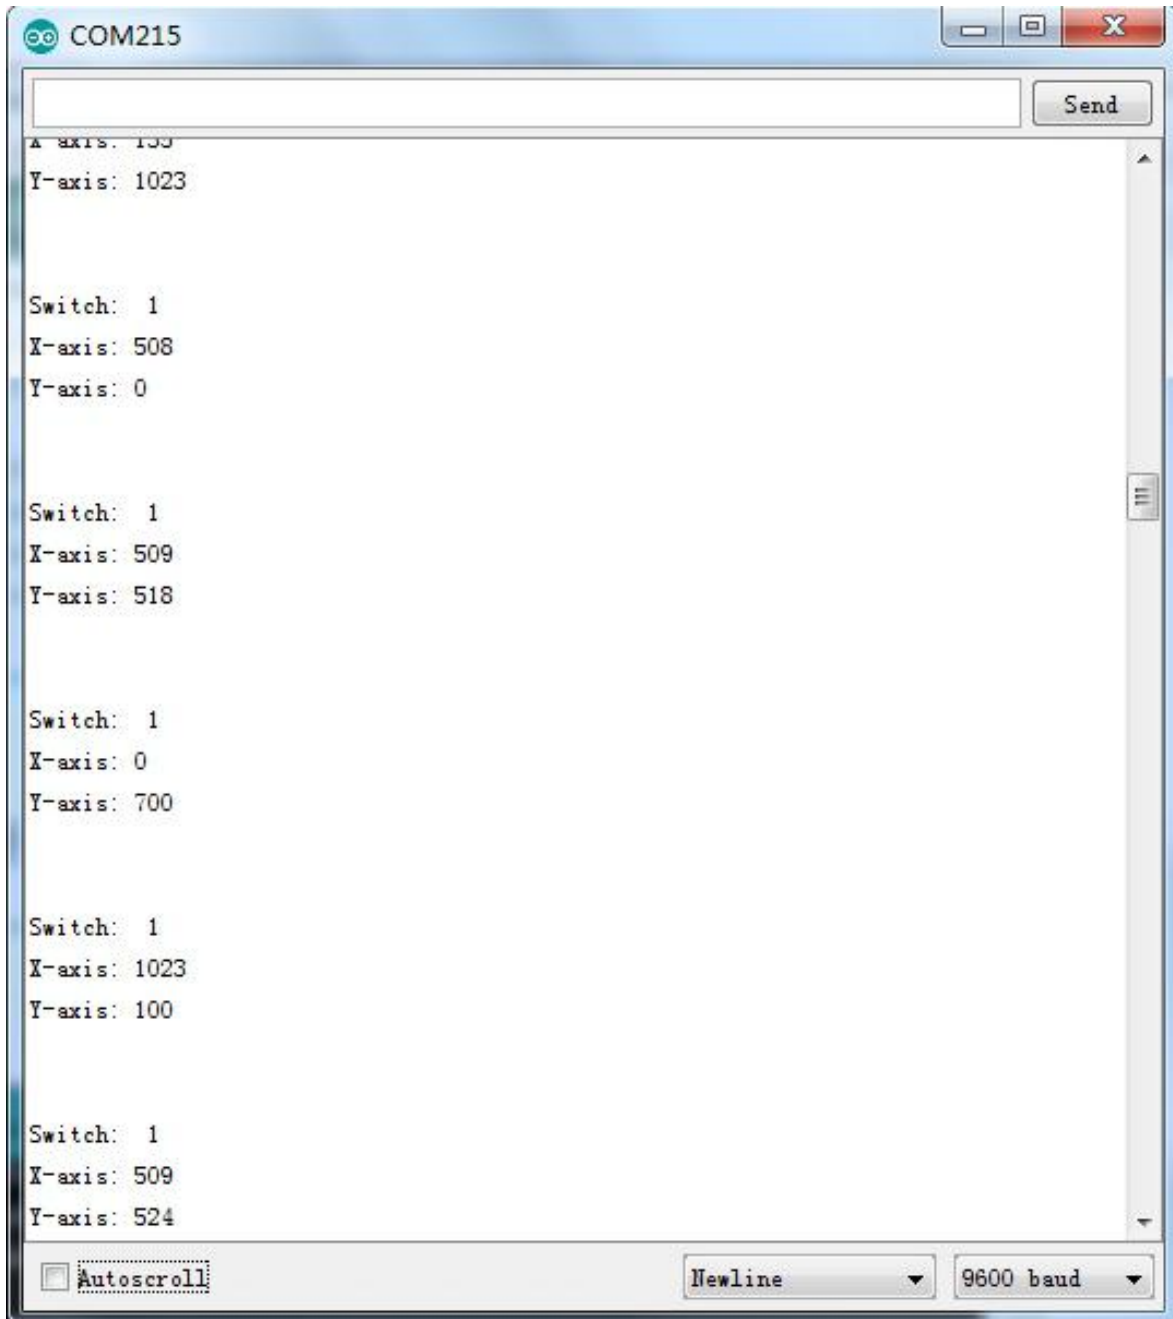 COM215
Send
Y-axis: 1023
Switch: 1
X-axis: 508
Y-axis: 0
Switch: 1
X-axis: 509
Y-axis: 518
Switch: 1
X-axis: 0
Y-axis: 700
Switch: 1
X-axis: 1023
Y-axis: 100
Switch: 1
X-axis: 509
Y-axis: 524
Autoscroll
Newline
9600 baud